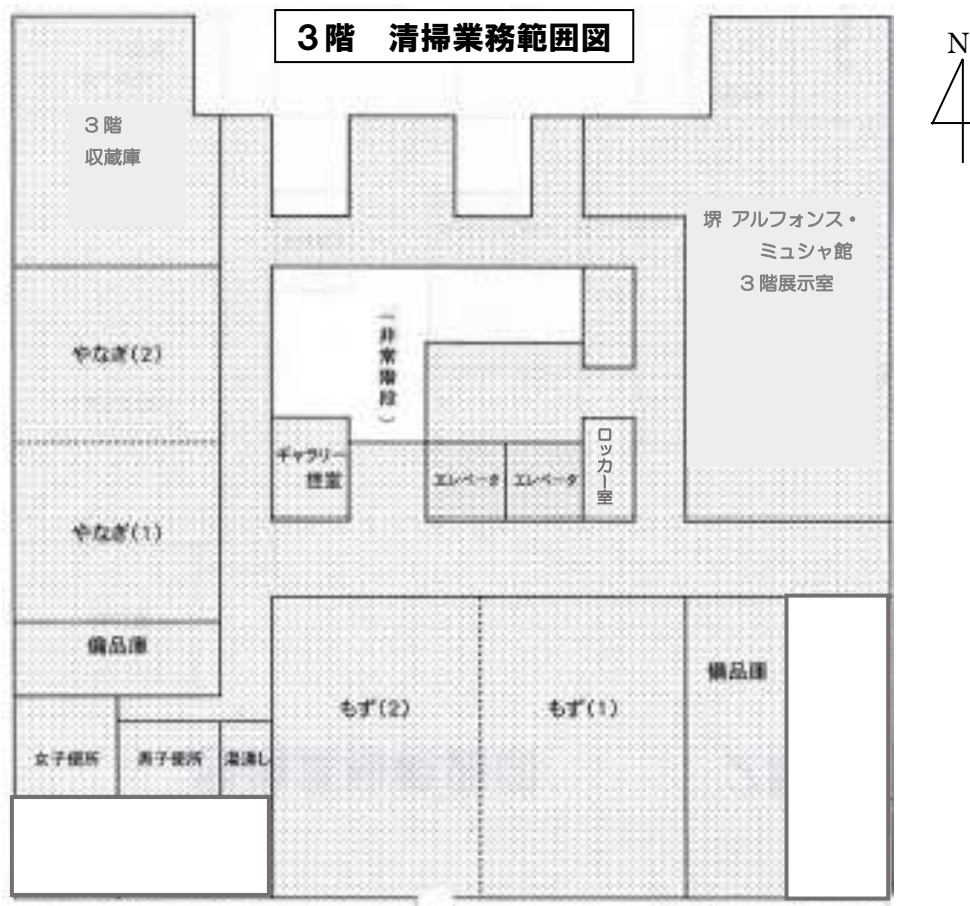 3階 清掃業務範囲図
N
3階
収蔵庫
堺 アルフォンス・
ミュシャ館
3階展示室
やなぎ(2)
(非常階段)
ギャラリー
控室
エレベータ
エレベータ
ロッカー室
やなぎ(1)
備品庫
もず(2)
もず(1)
備品庫
女子便所
男子便所
湯沸し